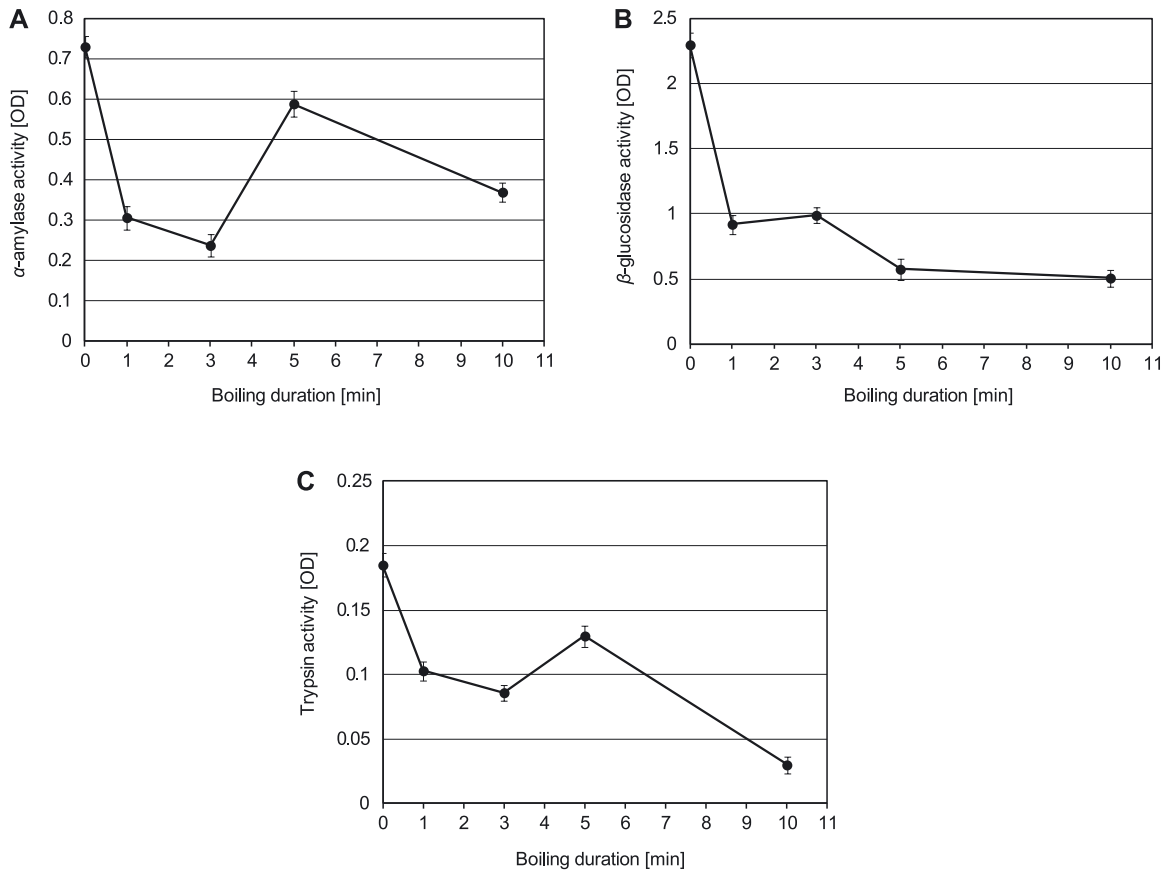 A
α-amylase activity [OD]
0.8
0.7
0.6
0.5
0.4
0.3
0.2
0.1
0
0 1 2 3 4 5 6 7 8 9 10 11
Boiling duration [min]
B
β-glucosidase activity [OD]
2.5
2
1.5
1
0.5
0
0 1 2 3 4 5 6 7 8 9 10 11
Boiling duration [min]
C
Trypsin activity [OD]
0.25
0.2
0.15
0.1
0.05
0
0 1 2 3 4 5 6 7 8 9 10 11
Boiling duration [min]